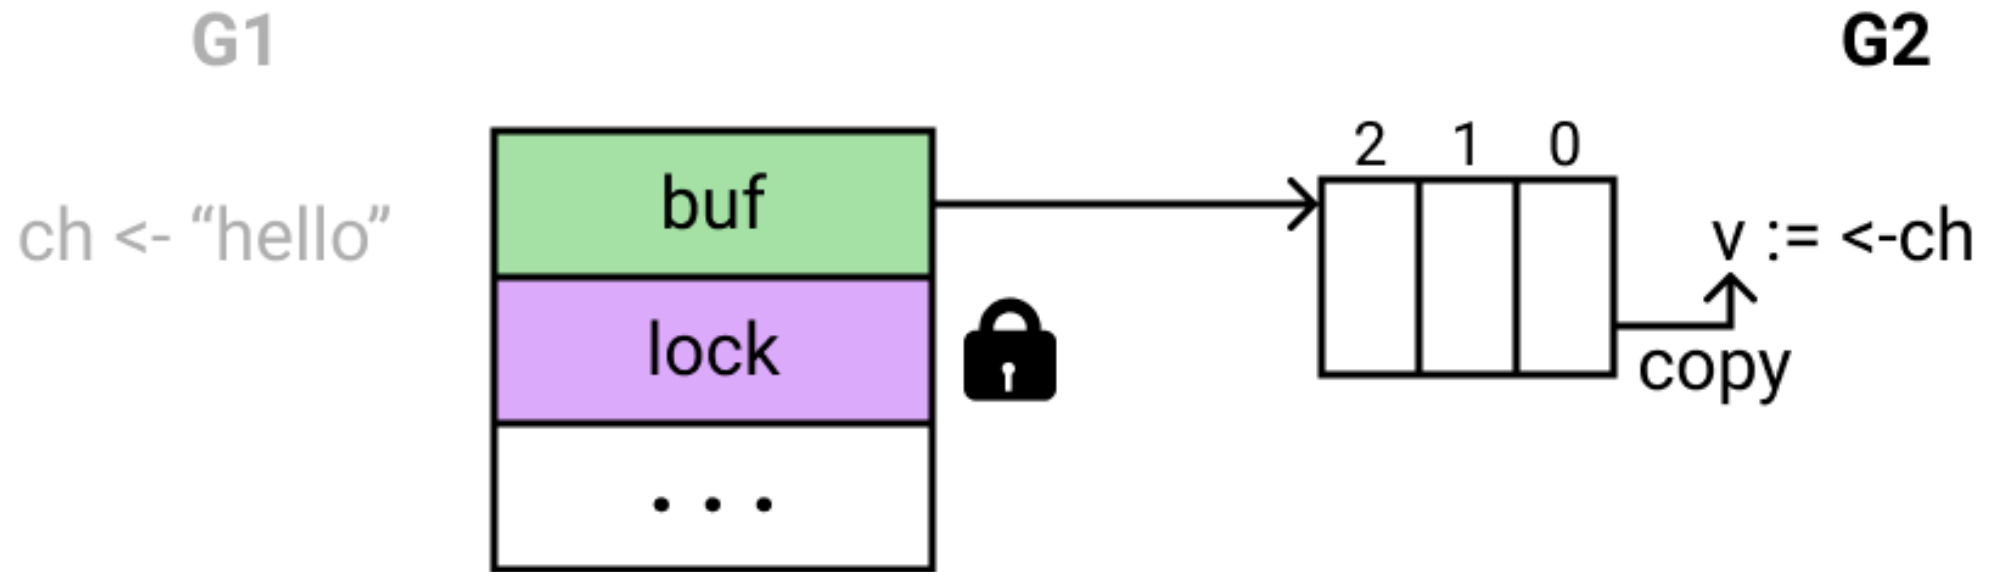 G1
G2
2 1 0
buf
ch <- “hello”
v := <-ch
lock
copy
. . .